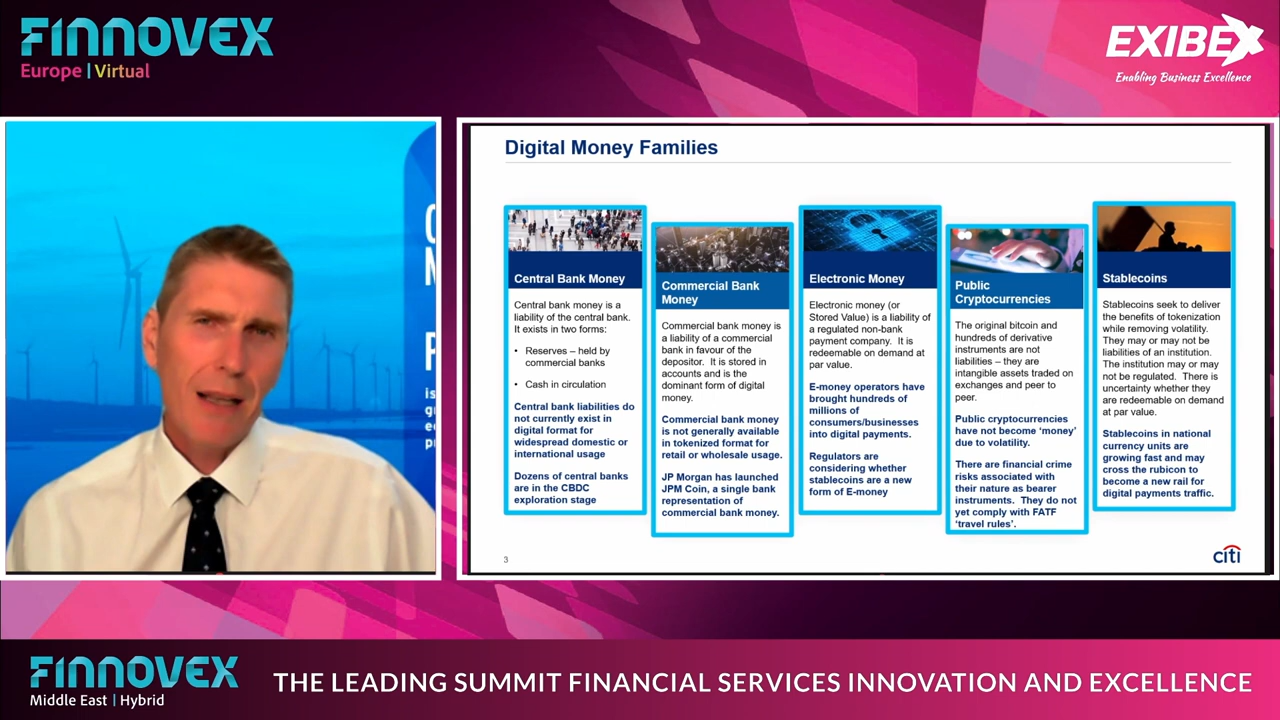 FINNOVEX
Europe | Virtual
EXIBEX
Enabling Business Excellence
Digital Money Families
Central Bank Money
Central bank money is a
liability of the central bank.
It exists in two forms:
• Reserves – held by
commercial banks
• Cash in circulation
Central bank liabilities do
not currently exist in
digital format for
widespread domestic or
international usage
Dozens of central banks
are in the CBDC
exploration stage
Commercial Bank
Money
Commercial bank money is
a liability of a commercial
bank in favour of the
depositor. It is stored in
accounts and is the
dominant form of digital
money.
Commercial bank money
is not generally available
in tokenized format for
retail or wholesale usage.
JP Morgan has launched
JPM Coin, a single bank
representation of
commercial bank money.
Electronic Money
Electronic money (or
Stored Value) is a liability of
a regulated non-bank
payment company. It is
redeemable on demand at
par value.
E-money operators have
brought hundreds of
millions of
consumers/businesses
into digital payments.
Regulators are
considering whether
stablecoins are a new
form of E-money
Public
Cryptocurrencies
The original bitcoin and
hundreds of derivative
instruments are not
liabilities – they are
intangible assets traded on
exchanges and peer to
peer.
Public cryptocurrencies
have not become ‘money’
due to volatility.
There are financial crime
risks associated with
their nature as bearer
instruments. They do not
yet comply with FATF
‘travel rules’.
Stablecoins
Stablecoins seek to deliver
the benefits of tokenization
while removing volatility.
They may or may not be
liabilities of an institution.
The institution may or may
not be regulated. There is
uncertainty whether they
are redeemable on demand
at par value.
Stablecoins in national
currency units are
growing fast and may
cross the rubicon to
become a new rail for
digital payments traffic.
3
citi
FINNOVEX
Middle East | Hybrid
THE LEADING SUMMIT FINANCIAL SERVICES INNOVATION AND EXCELLENCE